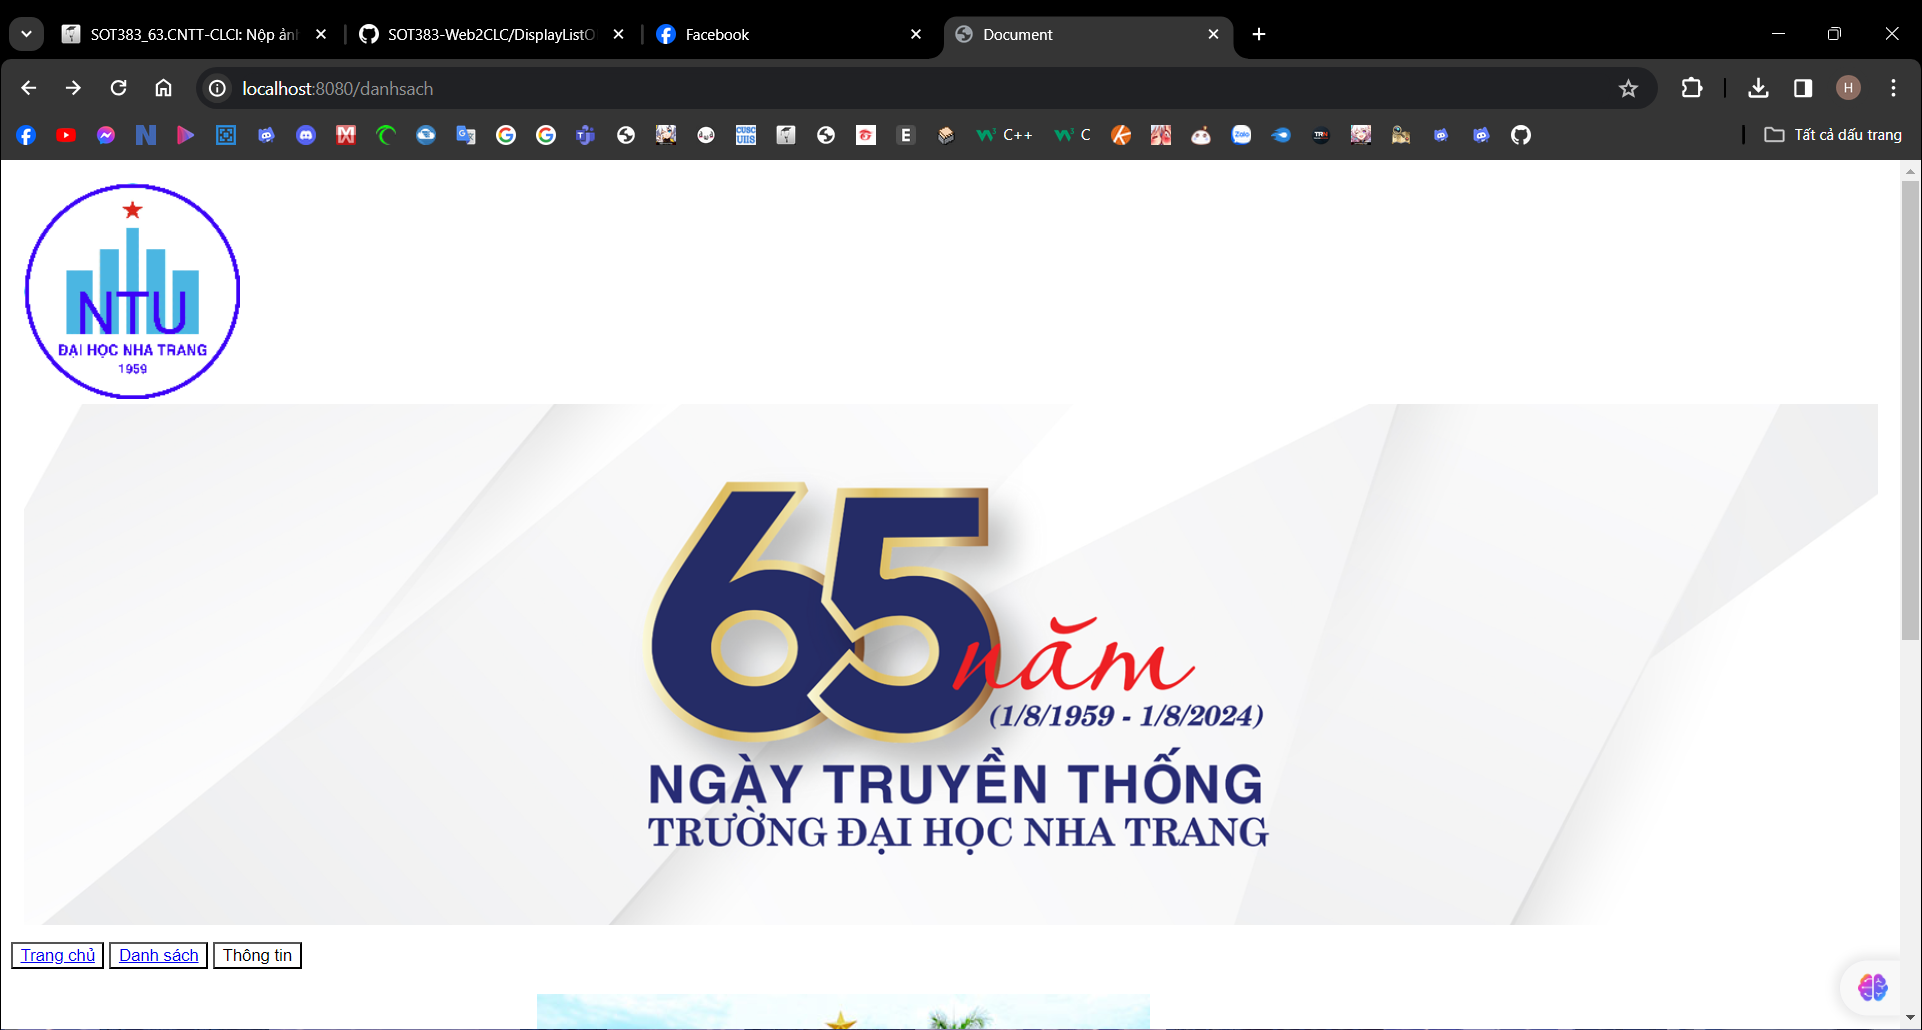 SOT383_63.CNTT-CLCI: Nộp ản
SOT383-Web2CLC/DisplayListO
Facebook
Document
localhost:8080/danhsach
H
C++
C
Tất cả dấu trang
NTU
ĐẠI HỌC NHA TRANG
1959
65 năm
(1/8/1959 - 1/8/2024)
NGÀY TRUYỀN THỐNG
TRƯỜNG ĐẠI HỌC NHA TRANG
Trang chủ
Danh sách
Thông tin